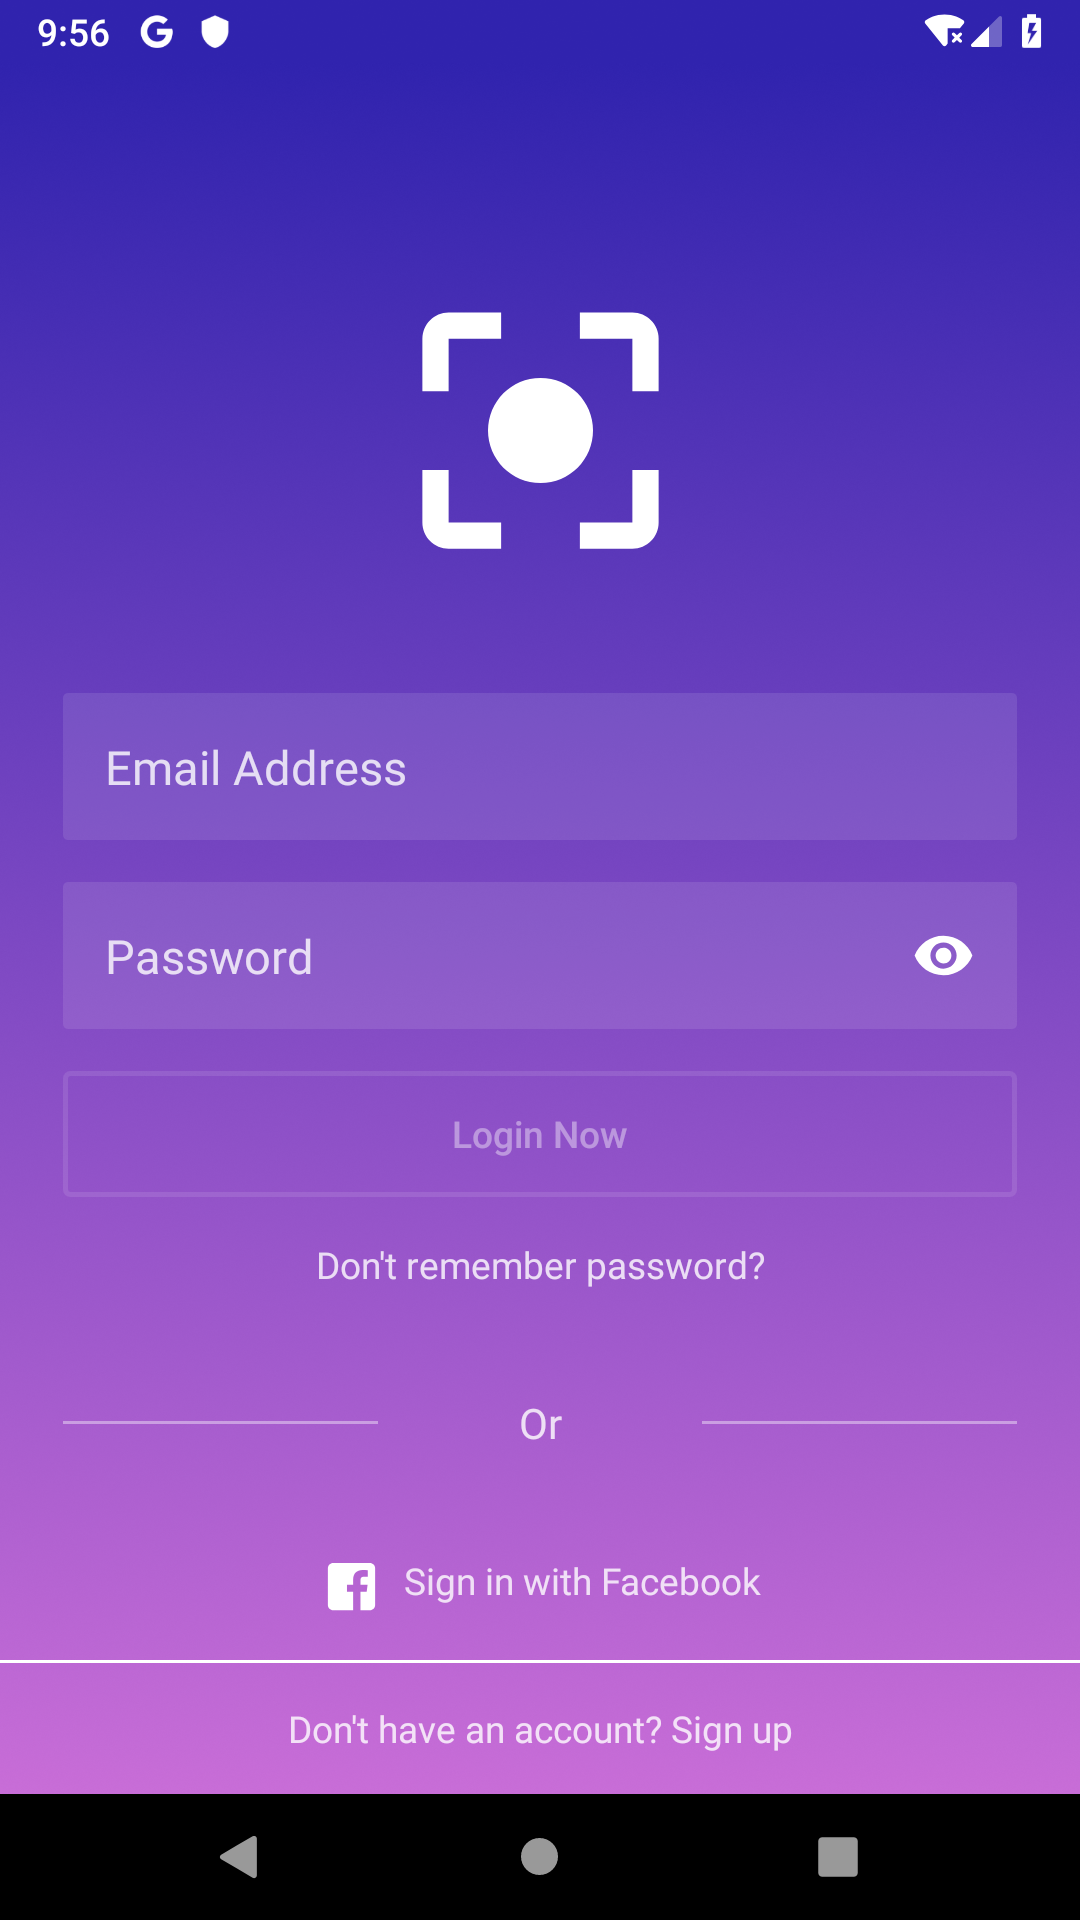 9:56
Email Address
Password
Login Now
Don't remember password?
Or
Sign in with Facebook
Don't have an account? Sign up